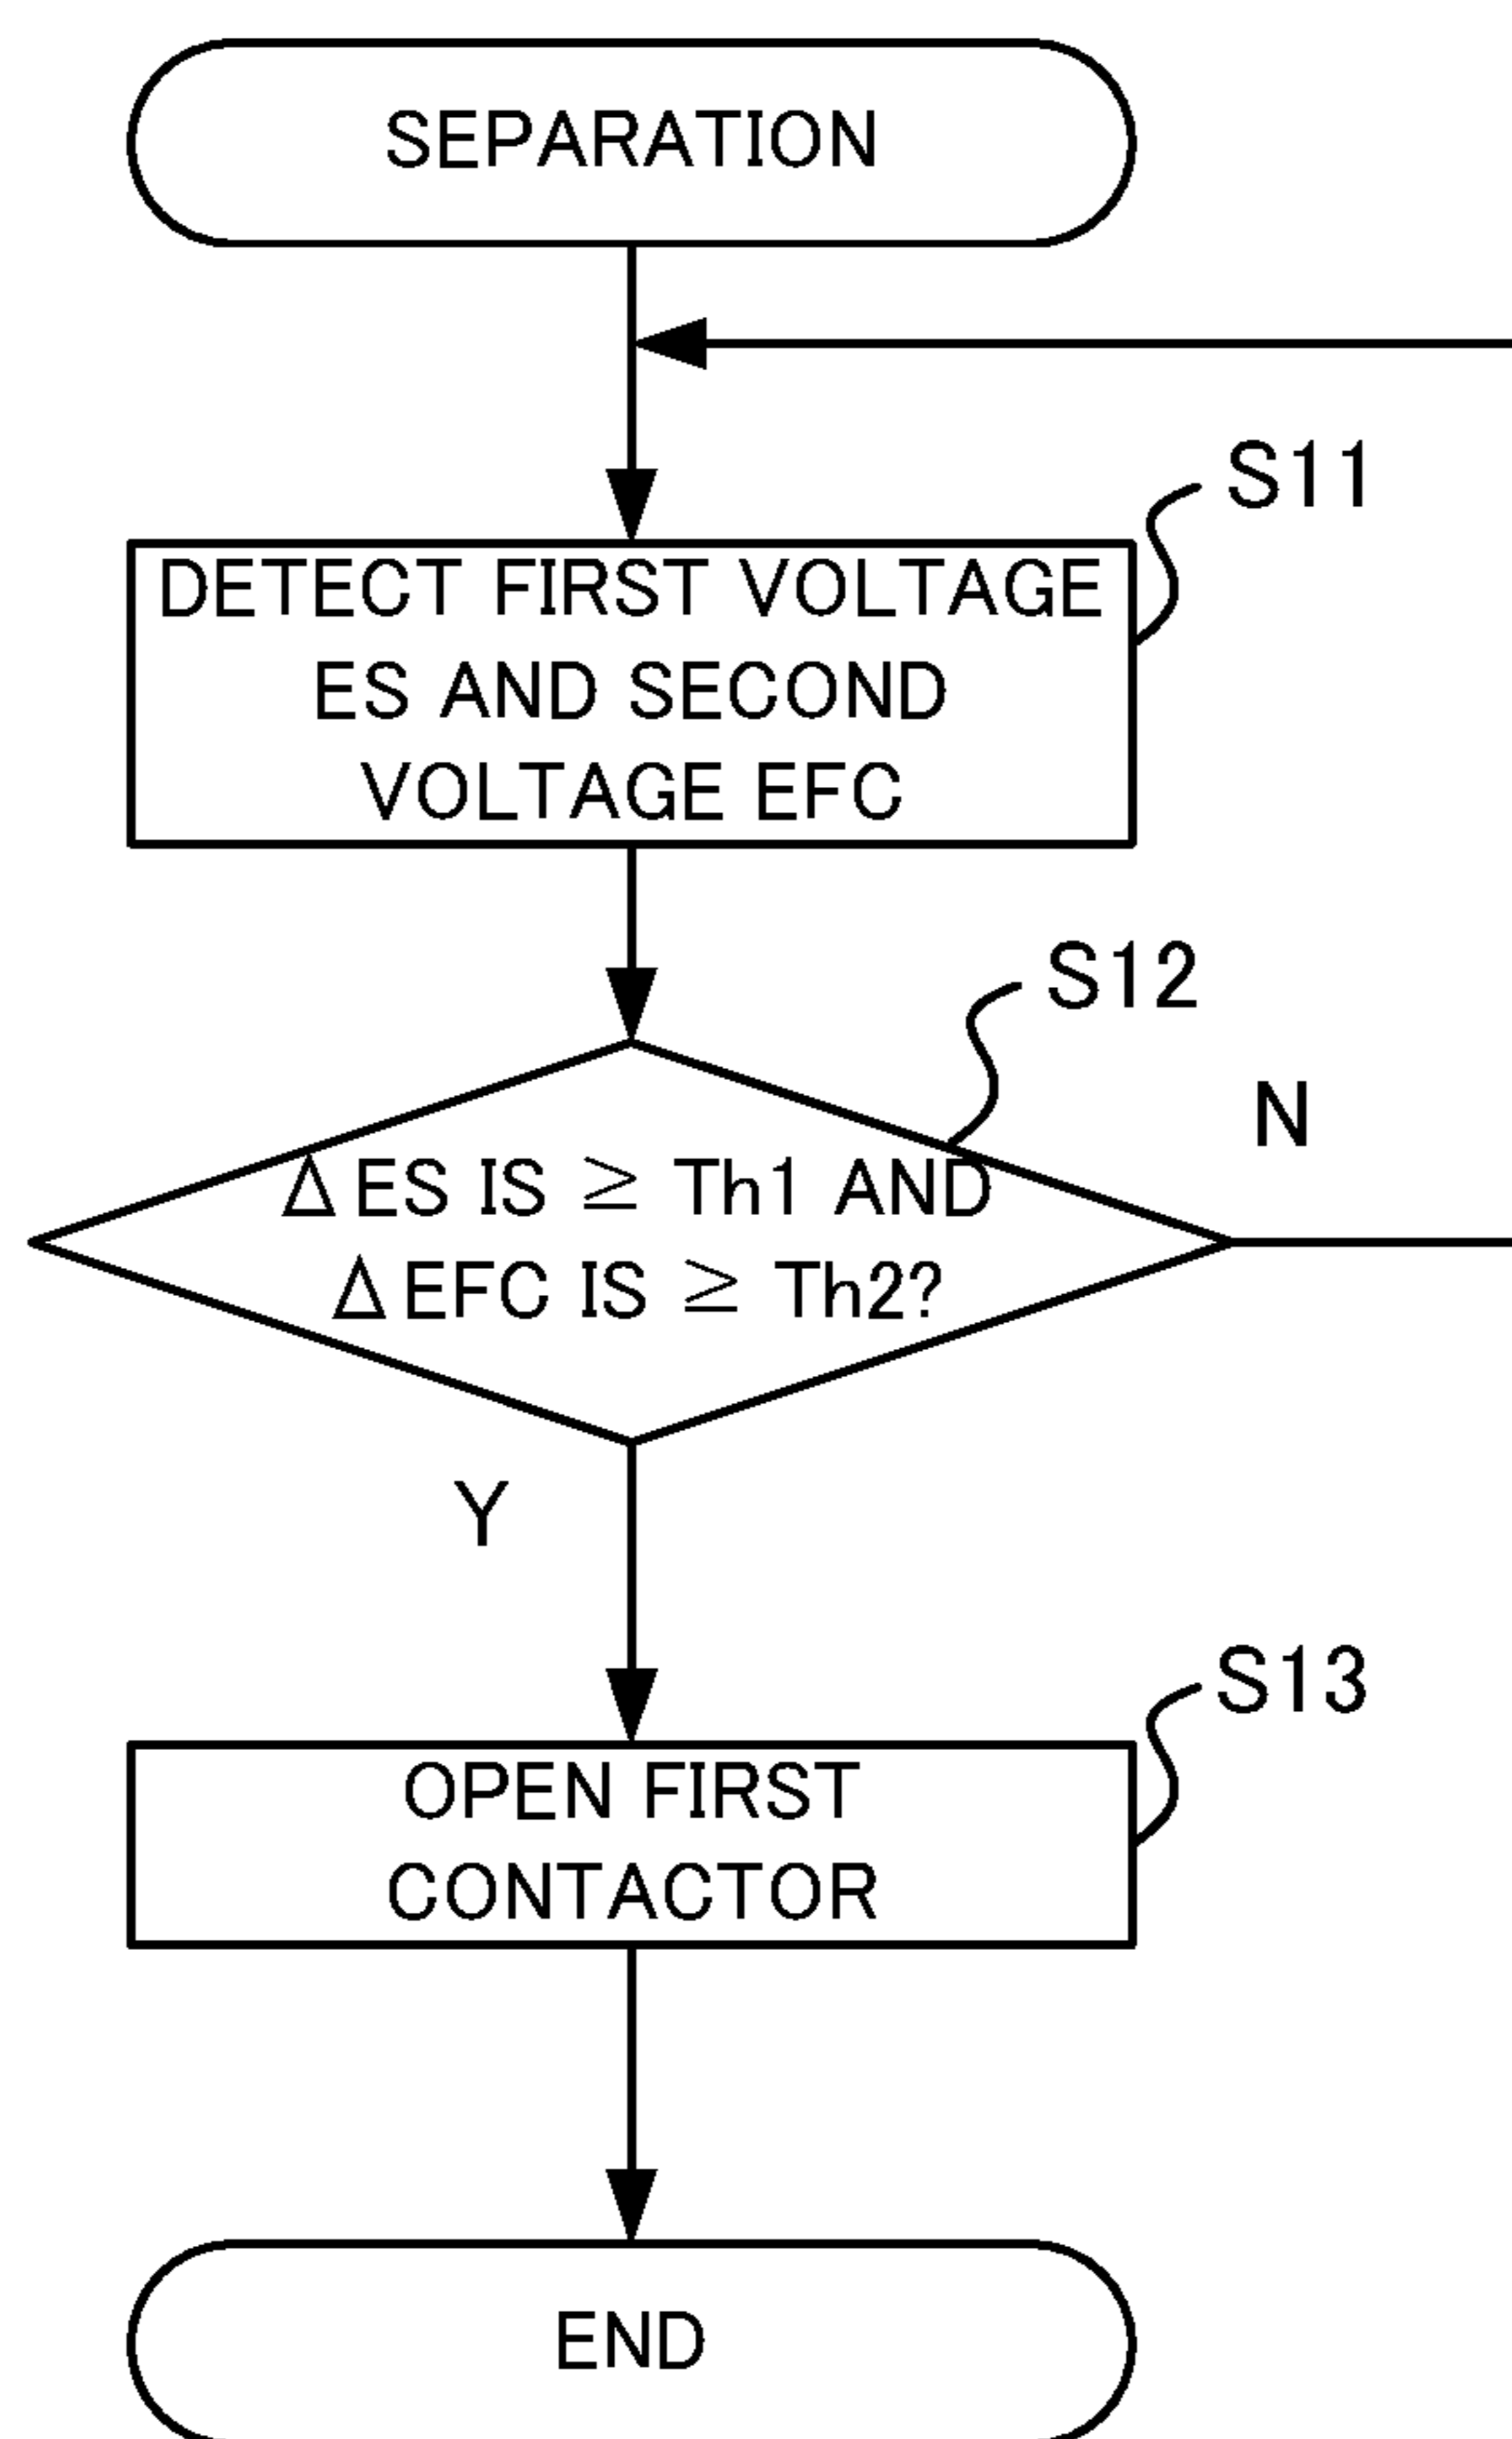 SEPARATION
S11
DETECT FIRST VOLTAGE
ES AND SECOND
VOLTAGE EFC
S12
N
ΔES IS ≥ Th1 AND
ΔEFC IS ≥ Th2?
Y
S13
OPEN FIRST
CONTACTOR
END